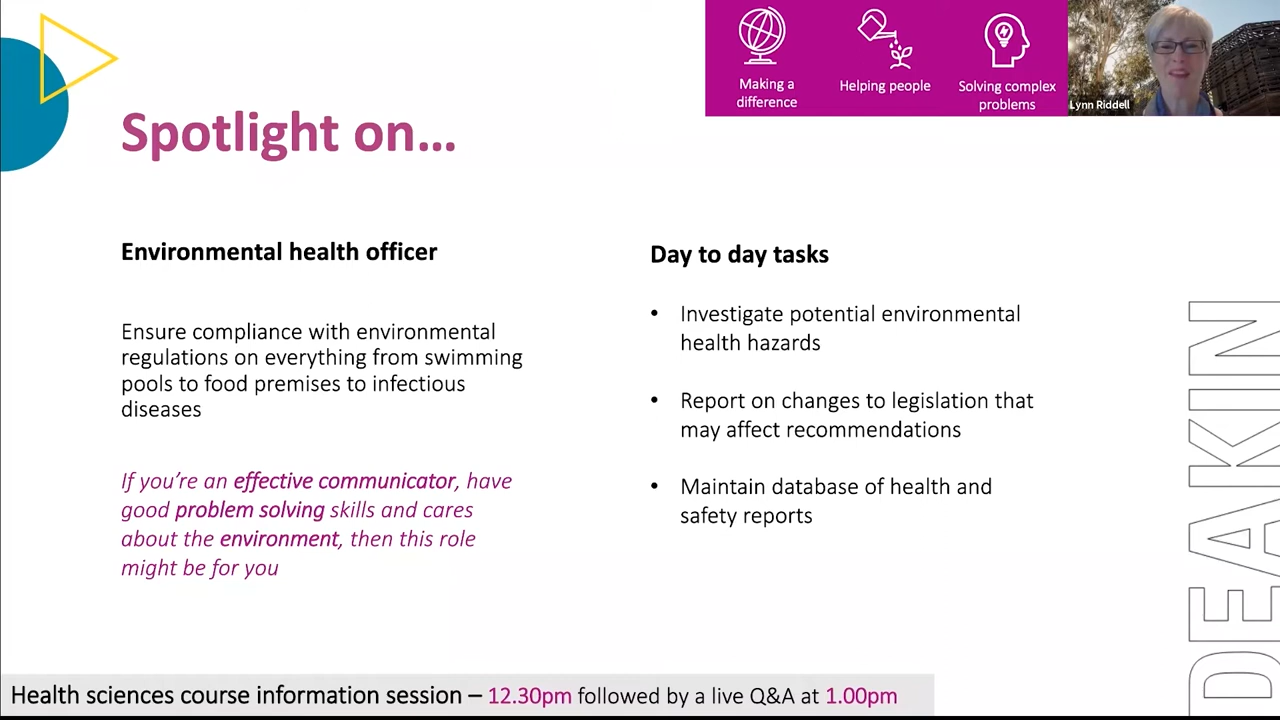 Making a
difference
Helping people
Solving complex
problems
Lynn Riddell
Spotlight on...
Environmental health officer
Ensure compliance with environmental
regulations on everything from swimming
pools to food premises to infectious
diseases
If you're an effective communicator, have
good problem solving skills and cares
about the environment, then this role
might be for you
Day to day tasks
• Investigate potential environmental
health hazards
• Report on changes to legislation that
may affect recommendations
• Maintain database of health and
safety reports
DEAKIN
Health sciences course information session – 12.30pm followed by a live Q&A at 1.00pm